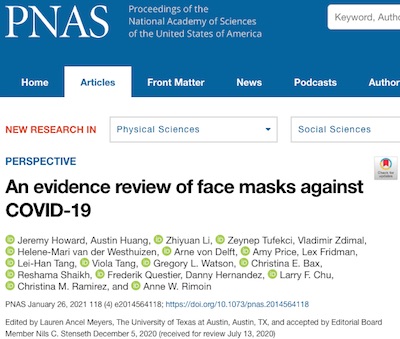 PNAS
Proceedings of the
National Academy of Sciences
of the United States of America
Keyword, Autho
Home Articles Front Matter News Podcasts Author
NEW RESEARCH IN Physical Sciences Social Sciences
PERSPECTIVE
An evidence review of face masks against
COVID-19
Jeremy Howard, Austin Huang, Zhiyuan Li, Zeynep Tufekci, Vladimir Zdimal,
Helene-Mari van der Westhuizen, Arne von Delft, Amy Price, Lex Fridman,
Lei-Han Tang, Viola Tang, Gregory L. Watson, Christina E. Bax,
Reshama Shaikh, Frederik Questier, Danny Hernandez, Larry F. Chu,
Christina M. Ramirez, and Anne W. Rimoin
PNAS January 26, 2021 118 (4) e2014564118; https://doi.org/10.1073/pnas.2014564118
Edited by Lauren Ancel Meyers, The University of Texas at Austin, Austin, TX, and accepted by Editorial Board
Member Nils C. Stenseth December 5, 2020 (received for review July 13, 2020)